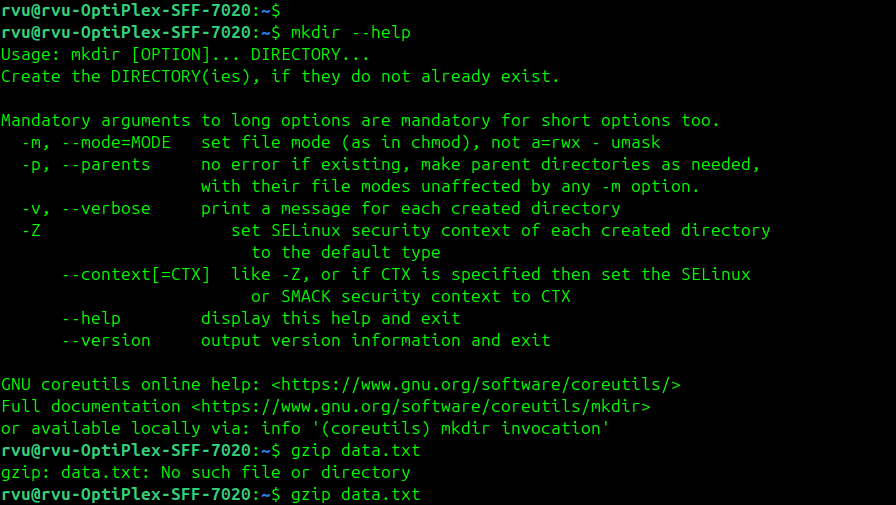 rvu@rvu-OptiPlex-SFF-7020:~$
rvu@rvu-OptiPlex-SFF-7020:~$ mkdir --help
Usage: mkdir [OPTION]... DIRECTORY...
Create the DIRECTORY(ies), if they do not already exist.

Mandatory arguments to long options are mandatory for short options too.
  -m, --mode=MODE   set file mode (as in chmod), not a=rwx - umask
  -p, --parents     no error if existing, make parent directories as needed,
                    with their file modes unaffected by any -m option.
  -v, --verbose     print a message for each created directory
  -Z                   set SELinux security context of each created directory
                         to the default type
      --context[=CTX]  like -Z, or if CTX is specified then set the SELinux
                         or SMACK security context to CTX
      --help        display this help and exit
      --version     output version information and exit

GNU coreutils online help: <https://www.gnu.org/software/coreutils/>
Full documentation <https://www.gnu.org/software/coreutils/mkdir>
or available locally via: info '(coreutils) mkdir invocation'
rvu@rvu-OptiPlex-SFF-7020:~$ gzip data.txt
gzip: data.txt: No such file or directory
rvu@rvu-OptiPlex-SFF-7020:~$ gzip data.txt